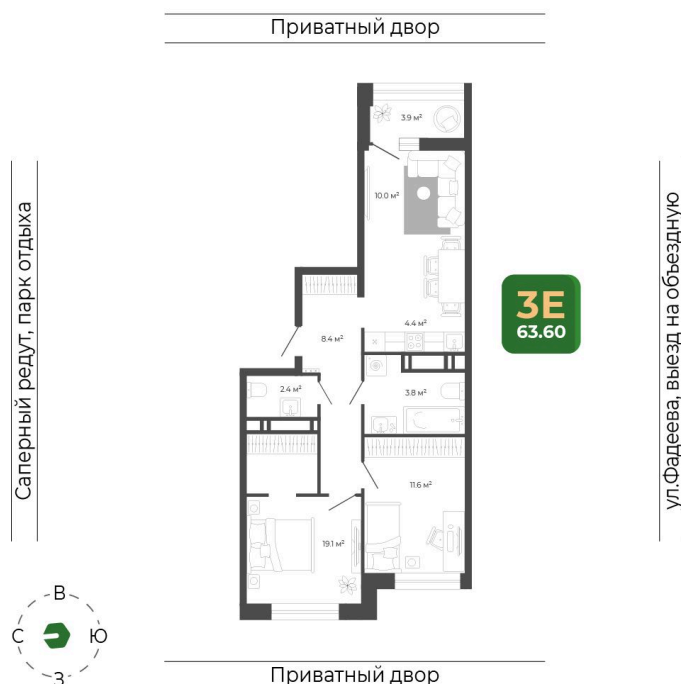 Приватный двор
3.9 м²
10.0 м²
Саперный редут, парк отдыха
ул.Фадеева, выезд на объездную
3Е
63.60
4.4 м²
8.4 м²
2.4 м²
3.8 м²
11.6 м²
19.1 м²
В
С
Ю
З
Приватный двор